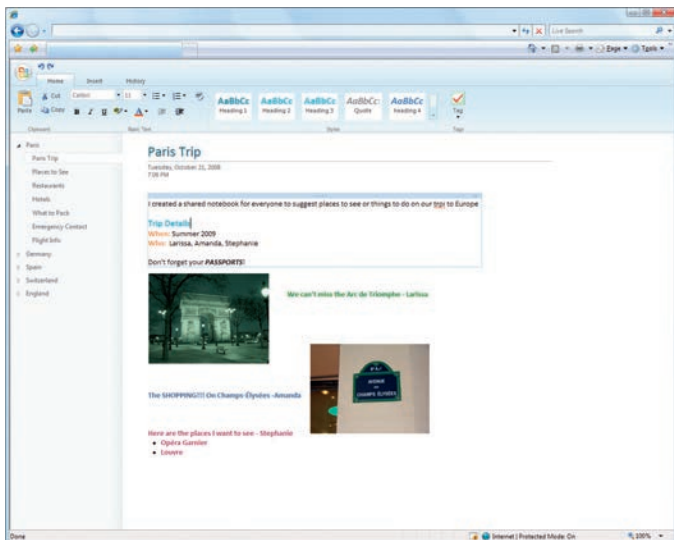 Live Search
Page Tools
Home Insert History
Paste
Cut
Copy
Calibri 11
B I U
AaBbCc AaBbCc AaBbCc AaBbCc AaBbCc
Heading 1 Heading 2 Heading 3 Quote Heading 4
Tag
Clipboard Basic Text Styles Tags
Paris
Paris Trip
Places to See
Restaurants
Hotels
What to Pack
Emergency Contact
Flight Info
Germany
Spain
Switzerland
England
Paris Trip
Tuesday, October 21, 2008
7:06 PM
I created a shared notebook for everyone to suggest places to see or things to do on our trpi to Europe
Trip Details
When: Summer 2009
Who: Larissa, Amanda, Stephanie
Don't forget your PASSPORTS!
We can't miss the Arc de Triomphe - Larissa
AVENUE
DES
CHAMPS ÉLYSÉES
The SHOPPING!!! On Champs-Élysées -Amanda
Here are the places I want to see - Stephanie
• Opéra Garnier
• Louvre
Done
Internet | Protected Mode: On
100%